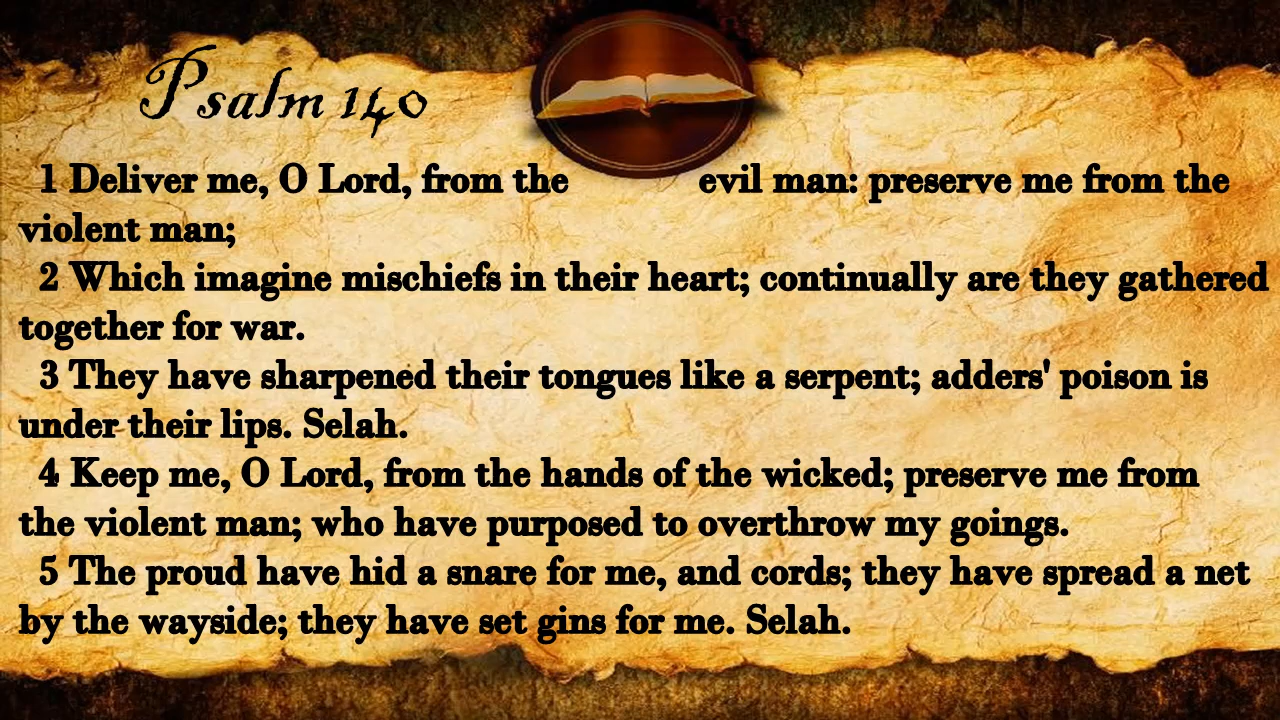 Psalm 140
1 Deliver me, O Lord, from the evil man: preserve me from the
violent man;
2 Which imagine mischiefs in their heart; continually are they gathered
together for war.
3 They have sharpened their tongues like a serpent; adders' poison is
under their lips. Selah.
4 Keep me, O Lord, from the hands of the wicked; preserve me from
the violent man; who have purposed to overthrow my goings.
5 The proud have hid a snare for me, and cords; they have spread a net
by the wayside; they have set gins for me. Selah.